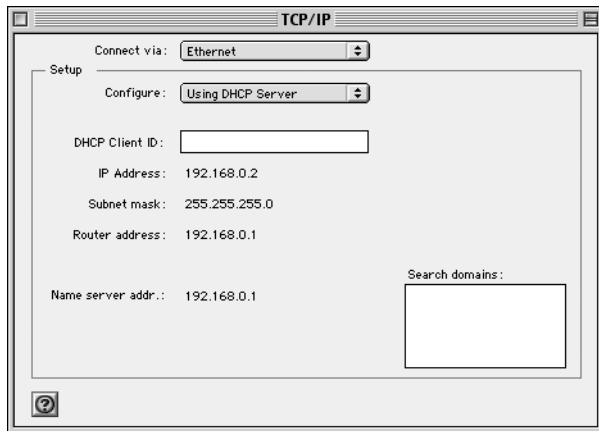 TCP/IP
Connect via: Ethernet
Setup
Configure: Using DHCP Server
DHCP Client ID:
IP Address: 192.168.0.2
Subnet mask: 255.255.255.0
Router address: 192.168.0.1
Search domains:
Name server addr.: 192.168.0.1
?